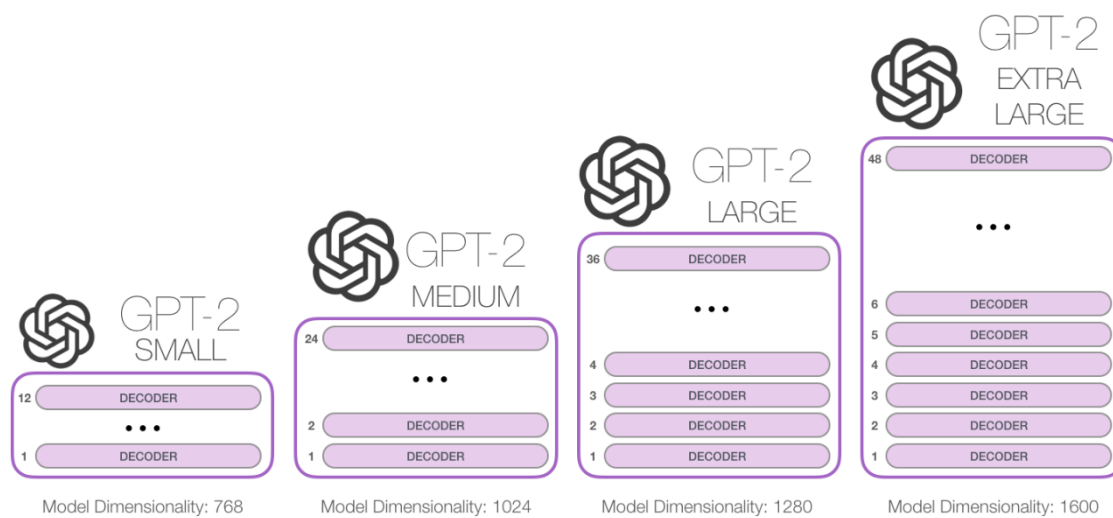 GPT-2
SMALL
12 DECODER
...
1 DECODER
Model Dimensionality: 768
GPT-2
MEDIUM
24 DECODER
...
2 DECODER
1 DECODER
Model Dimensionality: 1024
GPT-2
LARGE
36 DECODER
...
4 DECODER
3 DECODER
2 DECODER
1 DECODER
Model Dimensionality: 1280
GPT-2
EXTRA
LARGE
48 DECODER
...
6 DECODER
5 DECODER
4 DECODER
3 DECODER
2 DECODER
1 DECODER
Model Dimensionality: 1600